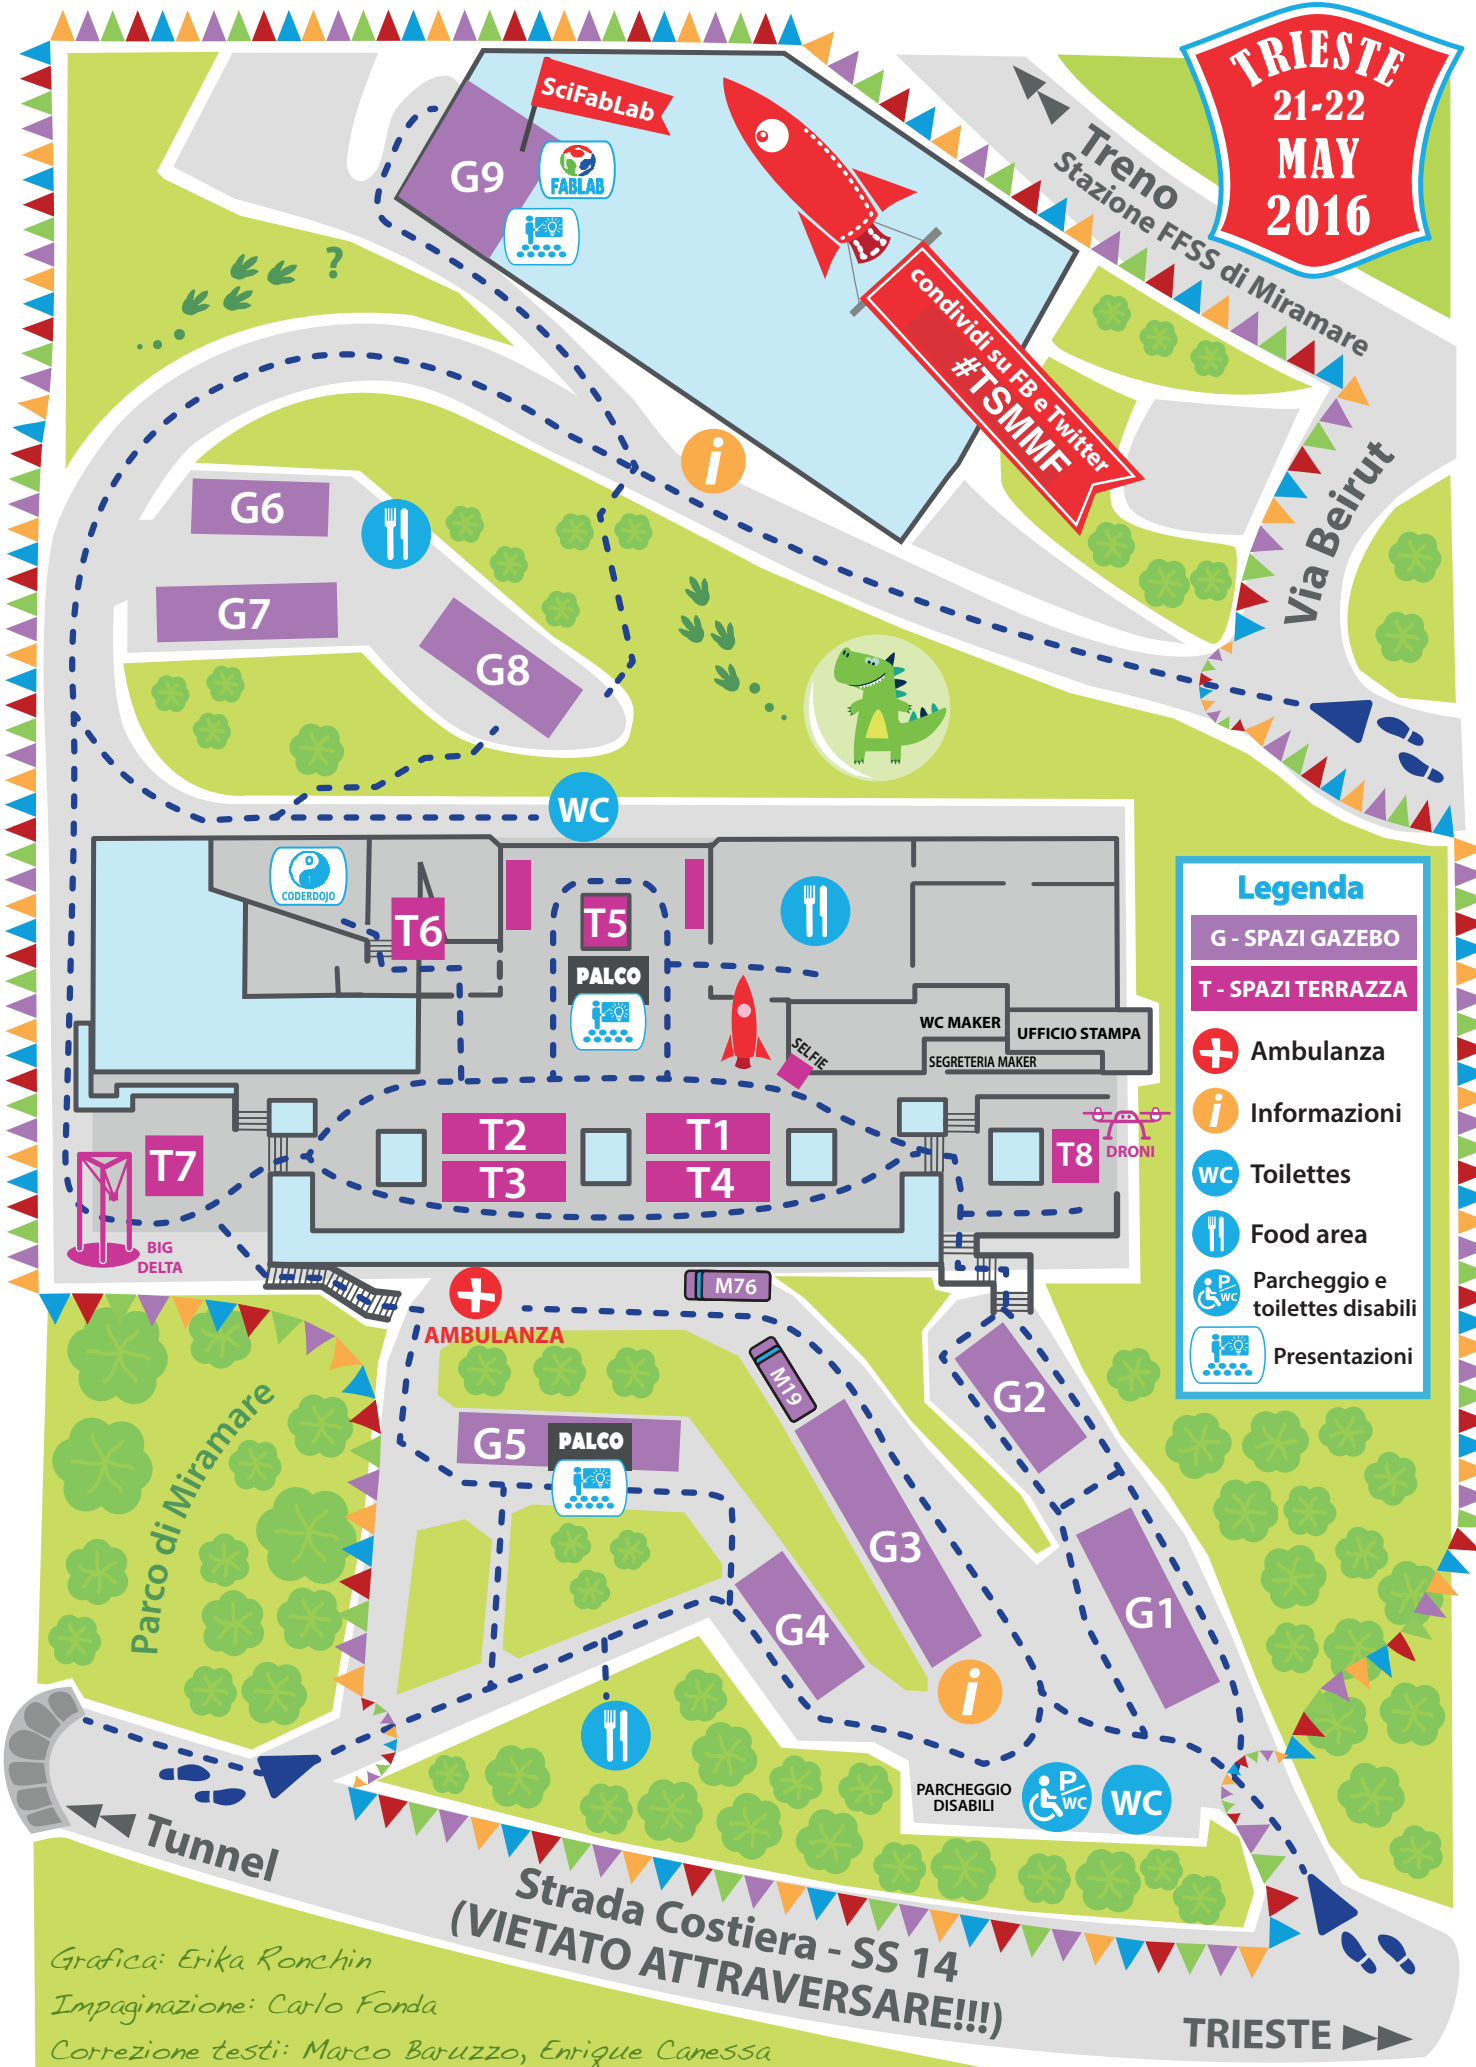 TRIESTE
21-22
MAY
2016
SciFabLab
G9
FABLAB
Treno
Stazione FFSS di Miramare
?
condividi su FB e Twitter
#TSMMF
i
Via Beirut
G6
G7
G8
WC
CODERDOJO
T6
T5
PALCO
SELFIE
WC MAKER
UFFICIO STAMPA
SEGRETERIA MAKER
T2
T1
T3
T4
T7
T8
DRONI
BIG
DELTA
Legenda
G - SPAZI GAZEBO
T - SPAZI TERRAZZA
Ambulanza
i Informazioni
WC Toilettes
Food area
P
WC
Parcheggio e
toilettes disabili
Presentazioni
AMBULANZA
M76
M19
G2
G5
PALCO
G3
G1
G4
i
Parco di Miramare
PARCHEGGIO
DISABILI
P
WC
WC
Tunnel
Strada Costiera - SS 14
(VIETATO ATTRAVERSARE!!!)
TRIESTE
Grafica: Erika Ronchin
Impaginazione: Carlo Fonda
Correzione testi: Marco Baruzzo, Enrique Canessa